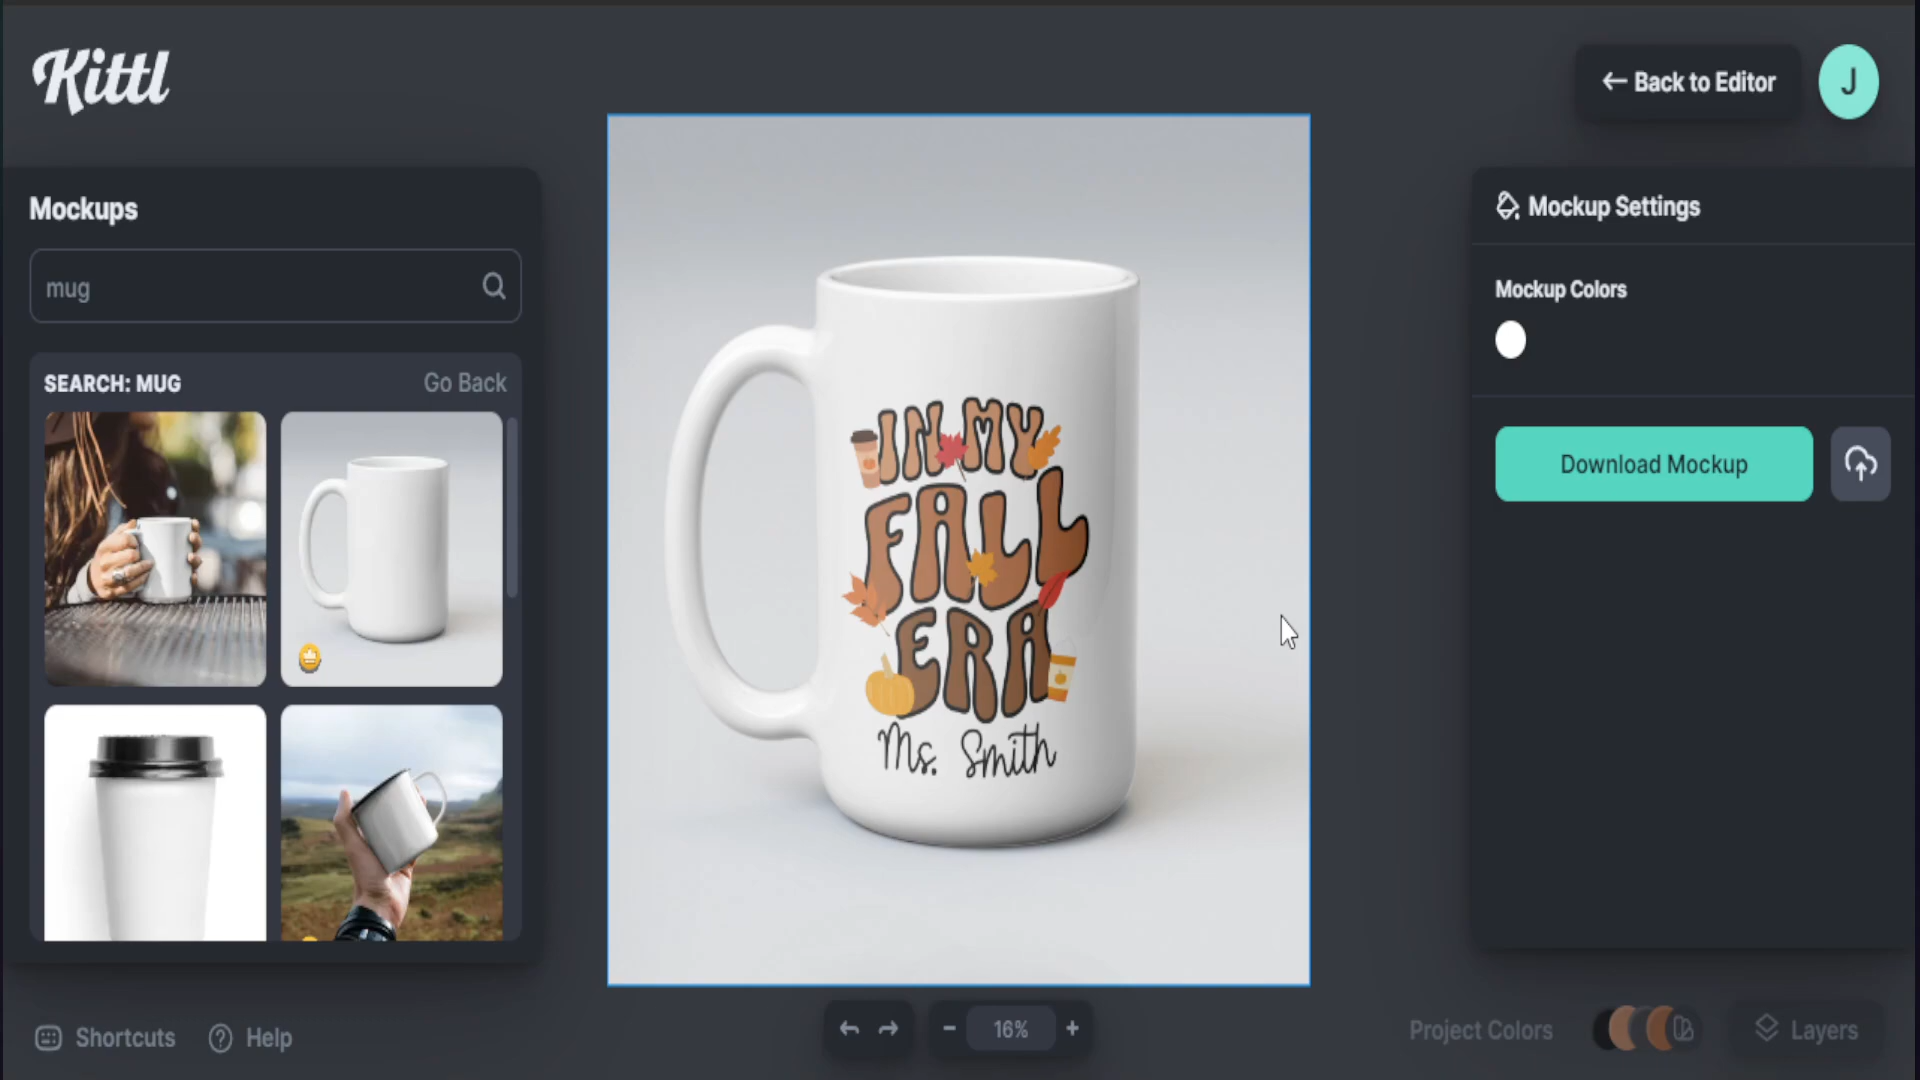 Kittl
← Back to Editor
J
Mockups
mug
SEARCH: MUG
Go Back
IN MY
FALL
ERA
Ms. Smith
Mockup Settings
Mockup Colors
Download Mockup
Shortcuts
Help
16%
Project Colors
Layers